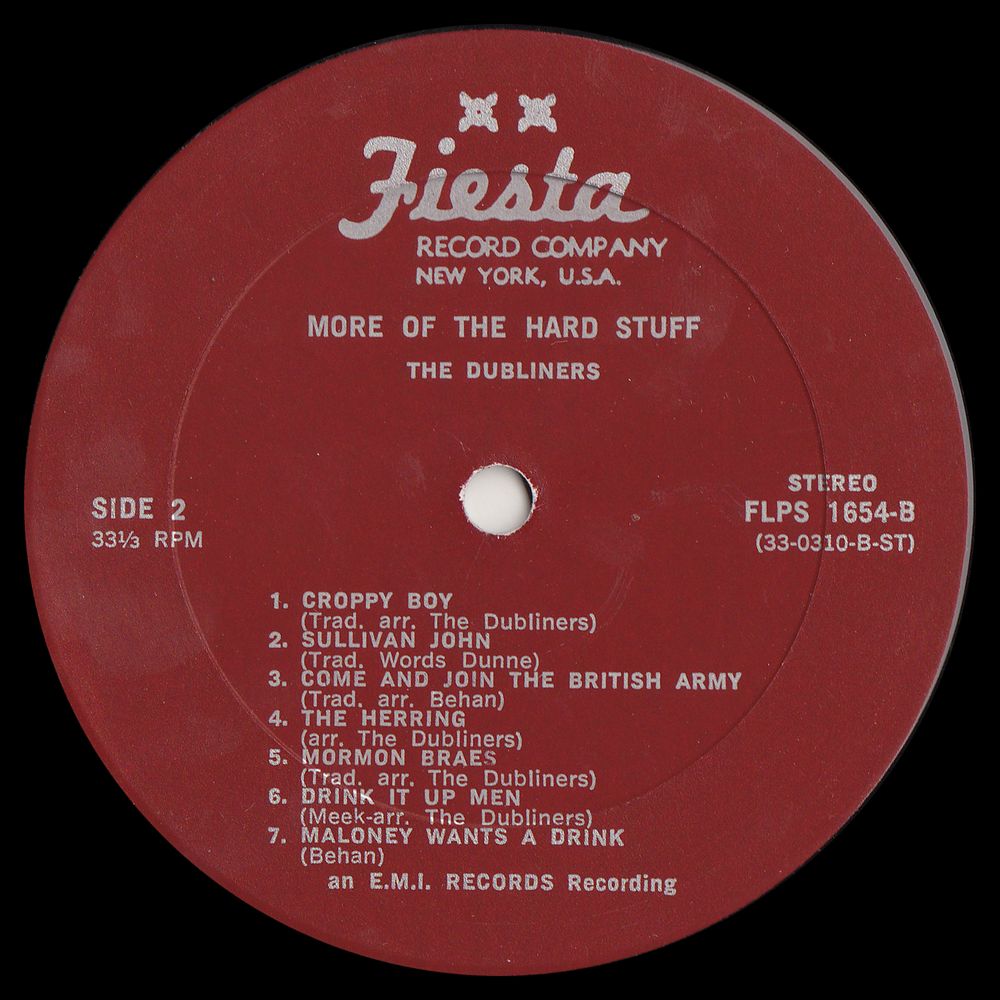 Fiesta
RECORD COMPANY
NEW YORK, U.S.A.
MORE OF THE HARD STUFF
THE DUBLINERS
SIDE 2
33⅓ RPM
STEREO
FLPS 1654-B
(33-0310-B-ST)
1. CROPPY BOY
(Trad. arr. The Dubliners)
2. SULLIVAN JOHN
(Trad. Words Dunne)
3. COME AND JOIN THE BRITISH ARMY
(Trad. arr. Behan)
4. THE HERRING
(arr. The Dubliners)
5. MORMON BRAES
(Trad. arr. The Dubliners)
6. DRINK IT UP MEN
(Meek-arr. The Dubliners)
7. MALONEY WANTS A DRINK
(Behan)
an E.M.I. RECORDS Recording